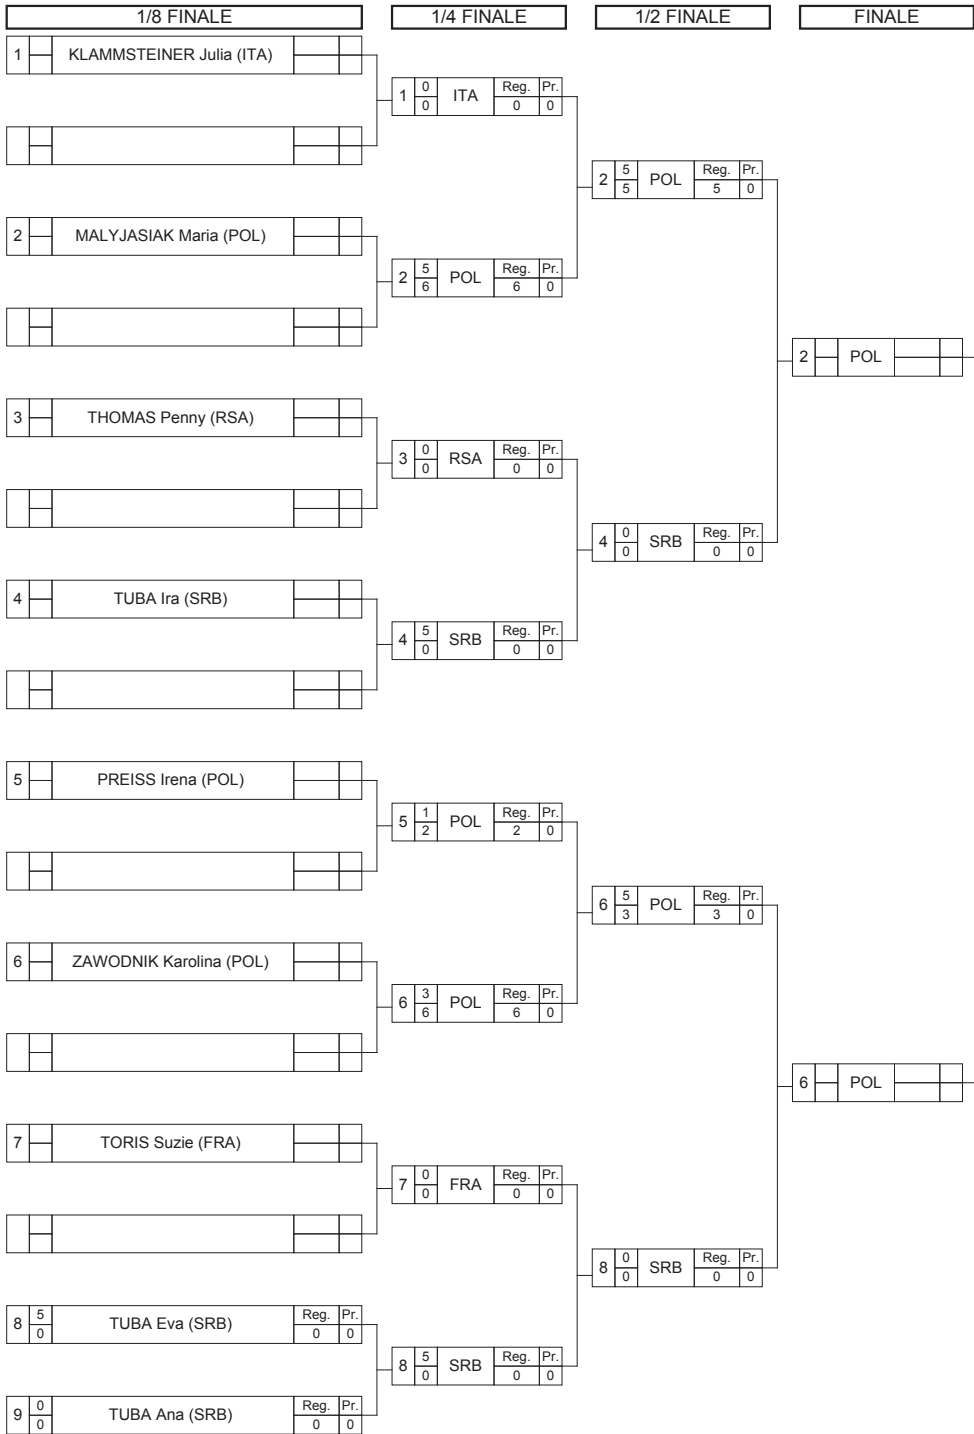 1/8 FINALE 1/4 FINALE 1/2 FINALE FINALE
1 KLAMMSTEINER Julia (ITA)
1 0 0 ITA Reg. 0 Pr. 0
2 5 5 POL Reg. 5 Pr. 0
2 MALYJASIAK Maria (POL)
2 5 6 POL Reg. 6 Pr. 0
2 POL
3 THOMAS Penny (RSA)
3 0 0 RSA Reg. 0 Pr. 0
4 0 0 SRB Reg. 0 Pr. 0
4 TUBA Ira (SRB)
4 5 0 SRB Reg. 0 Pr. 0
5 PREISS Irena (POL)
5 1 2 POL Reg. 2 Pr. 0
6 5 3 POL Reg. 3 Pr. 0
6 ZAWODNIK Karolina (POL)
6 3 6 POL Reg. 6 Pr. 0
6 POL
7 TORIS Suzie (FRA)
7 0 0 FRA Reg. 0 Pr. 0
8 0 0 SRB Reg. 0 Pr. 0
8 5 0 TUBA Eva (SRB) Reg. 0 Pr. 0
8 5 0 SRB Reg. 0 Pr. 0
9 0 0 TUBA Ana (SRB) Reg. 0 Pr. 0